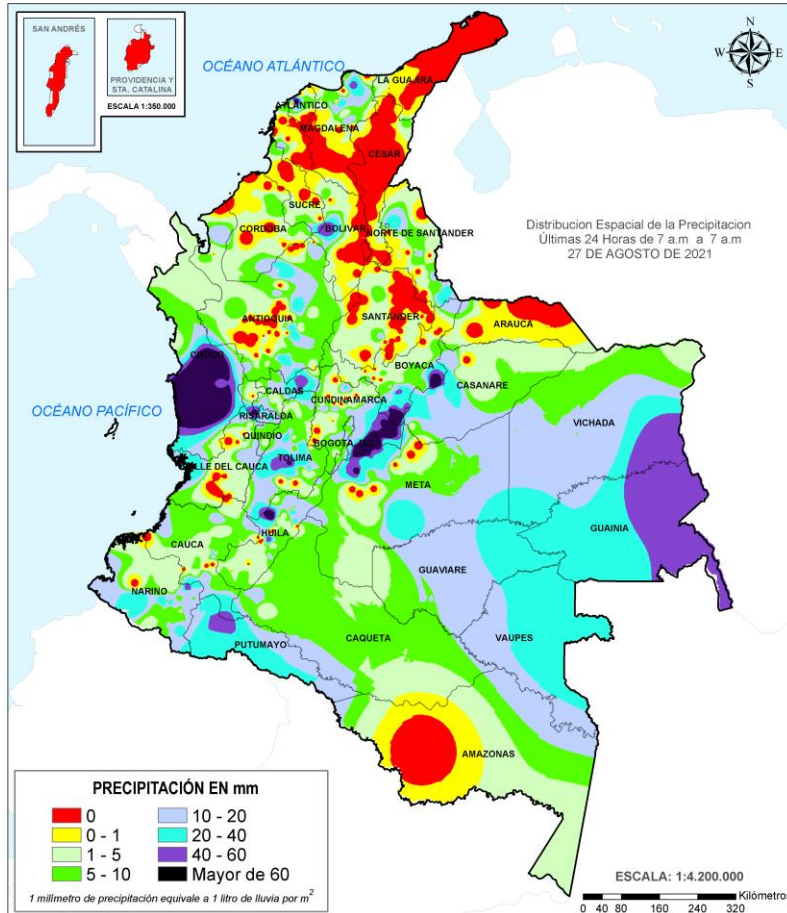 SAN ANDRÉS
PROVIDENCIA Y
STA. CATALINA
ESCALA 1:350.000
OCÉANO ATLÁNTICO
N
W
E
S
LA GUAJIRA
ATLANTICO
MAGDALENA
CESAR
Distribucion Espacial de la Precipitacion
Últimas 24 Horas de 7 a.m a 7 a.m
27 DE AGOSTO DE 2021
SUCRE
CORDOBA
BOLIVAR
NORTE DE SANTANDER
ANTIOQUIA
SANTANDER
ARAUCA
CHOCO
BOYACA
CASANARE
CALDAS
OCÉANO PACÍFICO
CUNDINAMARCA
RISARALDA
VICHADA
QUINDIO
BOGOTA
TOLIMA
VALLE DEL CAUCA
META
GUAINIA
HUILA
CAUCA
GUAVIARE
NARINO
CAQUETA
VAUPES
PUTUMAYO
AMAZONAS
PRECIPITACIÓN EN mm
0
0 - 1
1 - 5
5 - 10
10 - 20
20 - 40
40 - 60
Mayor de 60
1 milímetro de precipitación equivale a 1 litro de lluvia por m²
ESCALA: 1:4.200.000
Kilómetros
0 40 80 160 240 320